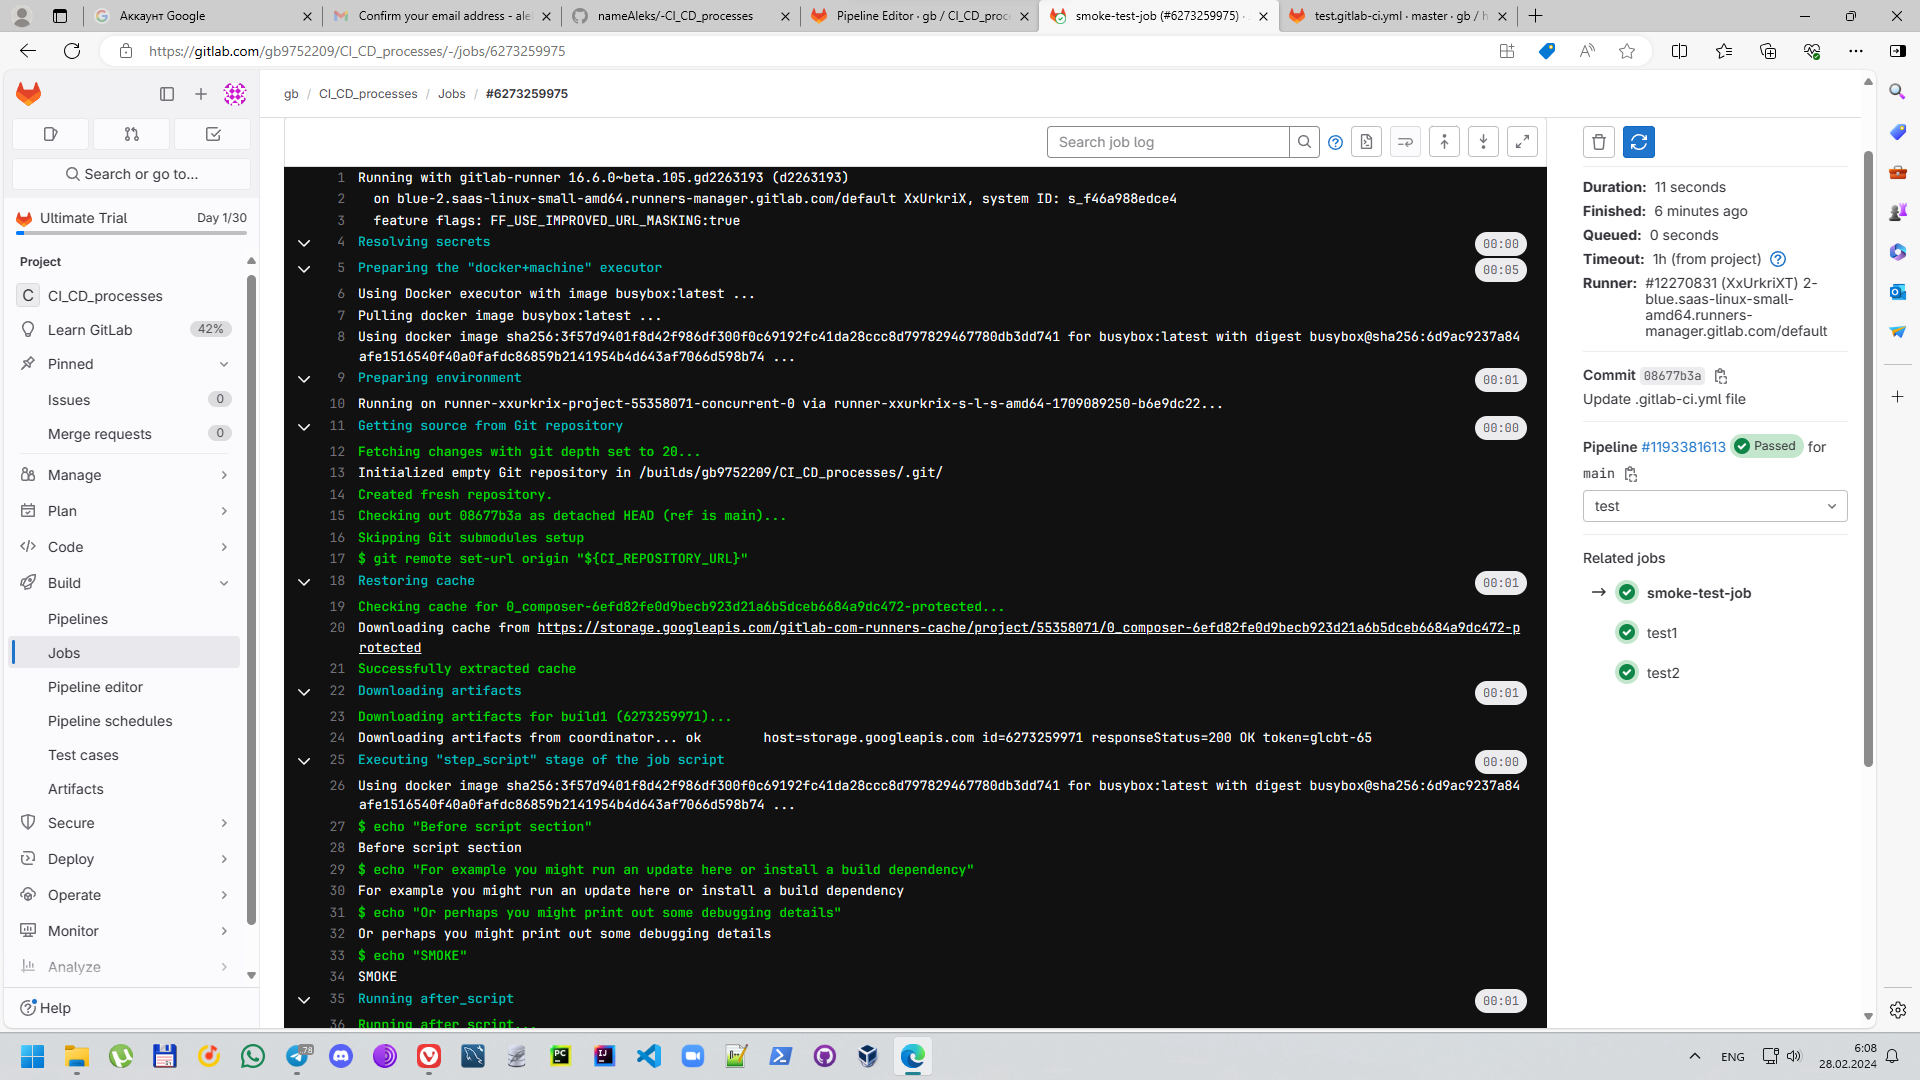 Аккаунт Google
Confirm your email address - ale
nameAleks/-CI_CD_processes
Pipeline Editor · gb / CI_CD_proc
smoke-test-job (#6273259975) ·
test.gitlab-ci.yml · master · gb / h
https://gitlab.com/gb9752209/CI_CD_processes/-/jobs/6273259975
gb / CI_CD_processes / Jobs / #6273259975
Search or go to...
Ultimate Trial Day 1/30
Project
C CI_CD_processes
Learn GitLab 42%
Pinned
Issues 0
Merge requests 0
Manage
Plan
Code
Build
Pipelines
Jobs
Pipeline editor
Pipeline schedules
Test cases
Artifacts
Secure
Deploy
Operate
Monitor
Analyze
Help
Search job log
1 Running with gitlab-runner 16.6.0~beta.105.gd2263193 (d2263193)
2 on blue-2.saas-linux-small-amd64.runners-manager.gitlab.com/default XxUrkriX, system ID: s_f46a988edce4
3 feature flags: FF_USE_IMPROVED_URL_MASKING:true
4 Resolving secrets 00:00
5 Preparing the "docker+machine" executor 00:05
6 Using Docker executor with image busybox:latest ...
7 Pulling docker image busybox:latest ...
8 Using docker image sha256:3f57d9401f8d42f986df300f0c69192fc41da28ccc8d797829467780db3dd741 for busybox:latest with digest busybox@sha256:6d9ac9237a84
afe1516540f40a0fafdc86859b2141954b4d643af7066d598b74 ...
9 Preparing environment 00:01
10 Running on runner-xxurkrix-project-55358071-concurrent-0 via runner-xxurkrix-s-l-s-amd64-1709089250-b6e9dc22...
11 Getting source from Git repository 00:00
12 Fetching changes with git depth set to 20...
13 Initialized empty Git repository in /builds/gb9752209/CI_CD_processes/.git/
14 Created fresh repository.
15 Checking out 08677b3a as detached HEAD (ref is main)...
16 Skipping Git submodules setup
17 $ git remote set-url origin "${CI_REPOSITORY_URL}"
18 Restoring cache 00:01
19 Checking cache for 0_composer-6efd82fe0d9becb923d21a6b5dceb6684a9dc472-protected...
20 Downloading cache from https://storage.googleapis.com/gitlab-com-runners-cache/project/55358071/0_composer-6efd82fe0d9becb923d21a6b5dceb6684a9dc472-p
rotected
21 Successfully extracted cache
22 Downloading artifacts 00:01
23 Downloading artifacts for build1 (6273259971)...
24 Downloading artifacts from coordinator... ok host=storage.googleapis.com id=6273259971 responseStatus=200 OK token=glcbt-65
25 Executing "step_script" stage of the job script 00:00
26 Using docker image sha256:3f57d9401f8d42f986df300f0c69192fc41da28ccc8d797829467780db3dd741 for busybox:latest with digest busybox@sha256:6d9ac9237a84
afe1516540f40a0fafdc86859b2141954b4d643af7066d598b74 ...
27 $ echo "Before script section"
28 Before script section
29 $ echo "For example you might run an update here or install a build dependency"
30 For example you might run an update here or install a build dependency
31 $ echo "Or perhaps you might print out some debugging details"
32 Or perhaps you might print out some debugging details
33 $ echo "SMOKE"
34 SMOKE
35 Running after_script 00:01
36 Running after script...
Duration: 11 seconds
Finished: 6 minutes ago
Queued: 0 seconds
Timeout: 1h (from project)
Runner: #12270831 (XxUrkriXT) 2-
blue.saas-linux-small-
amd64.runners-
manager.gitlab.com/default
Commit 08677b3a
Update .gitlab-ci.yml file
Pipeline #1193381613 Passed for
main
test
Related jobs
→ smoke-test-job
test1
test2
78
PC
IJ
ENG
6:08
28.02.2024